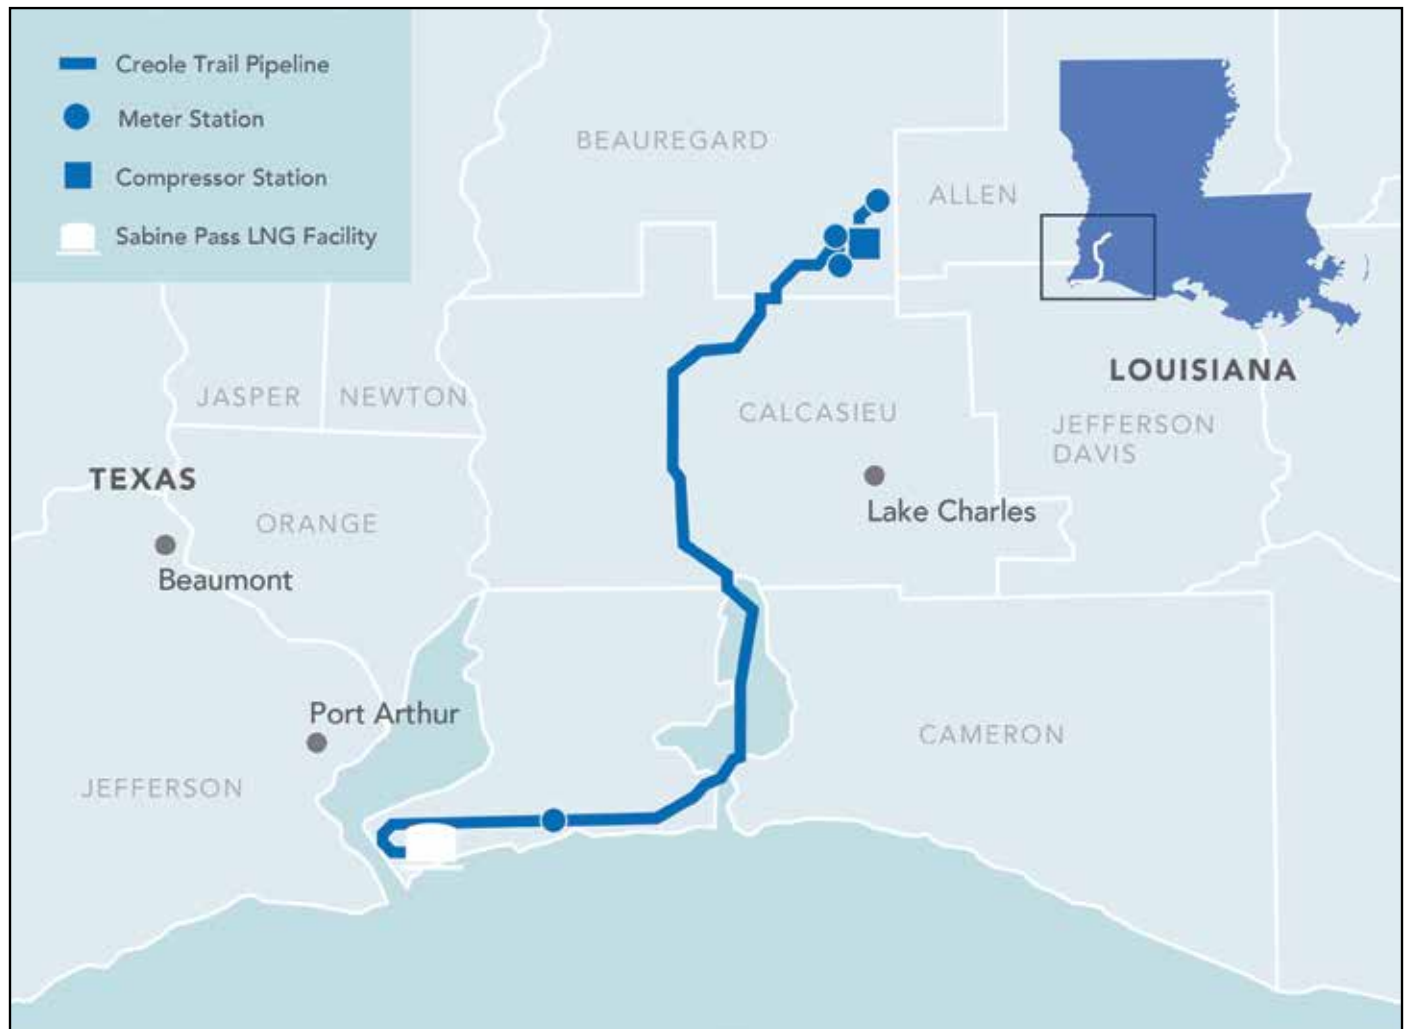 Creole Trail Pipeline
Meter Station
Compressor Station
Sabine Pass LNG Facility
BEAUREGARD
ALLEN
LOUISIANA
JASPER
NEWTON
CALCASIEU
JEFFERSON
DAVIS
TEXAS
Lake Charles
ORANGE
Beaumont
Port Arthur
CAMERON
JEFFERSON